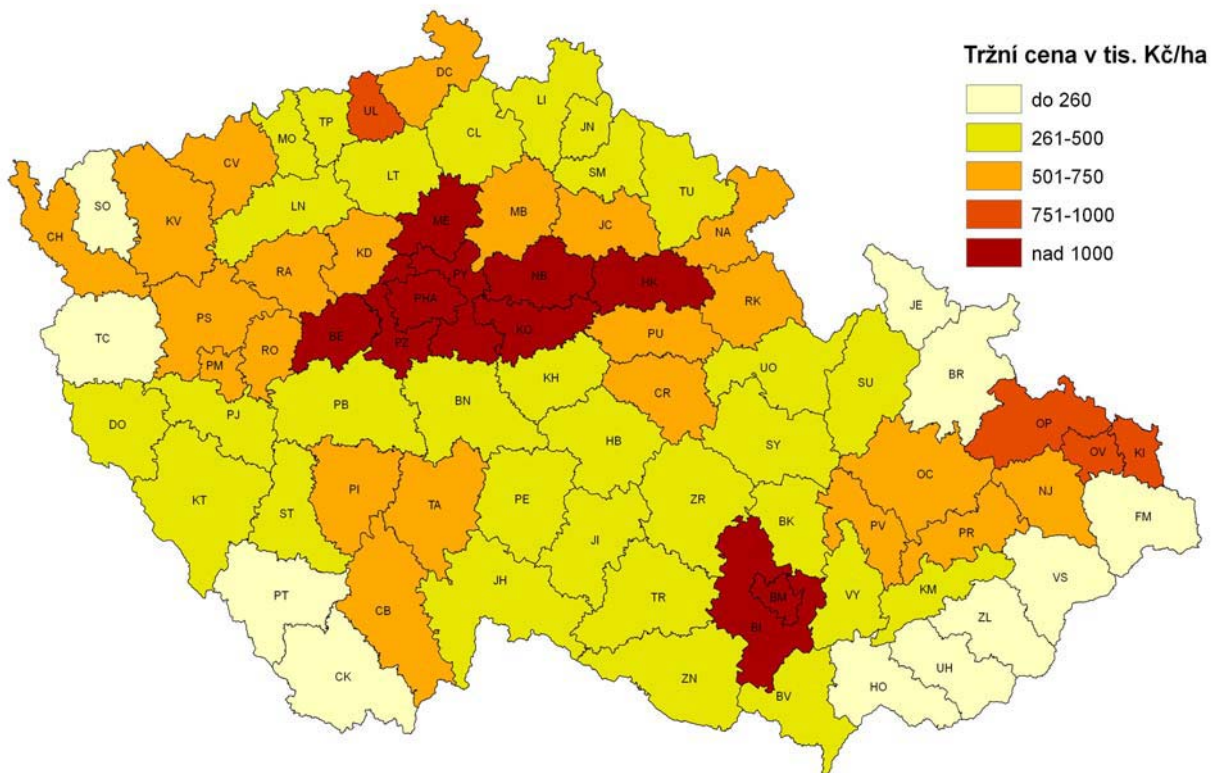 Tržní cena v tis. Kč/ha
do 260
261-500
501-750
751-1000
nad 1000
DC
UL
TP
MO
LI
JN
CL
CV
LT
SM
TU
SO
KV
LN
ME
MB
JC
NA
CH
KD
RA
PY
NB
HK
PHA
RK
JE
TC
PS
BE
PZ
KO
PU
RO
PM
UO
SU
BR
KH
CR
BN
PB
PJ
DO
OP
HB
SY
OV
KI
KT
ST
PI
TA
PE
ZR
OC
NJ
BK
PV
PR
FM
JI
JH
PT
CB
TR
BM
BI
VY
KM
VS
ZL
UH
CK
ZN
BV
HO